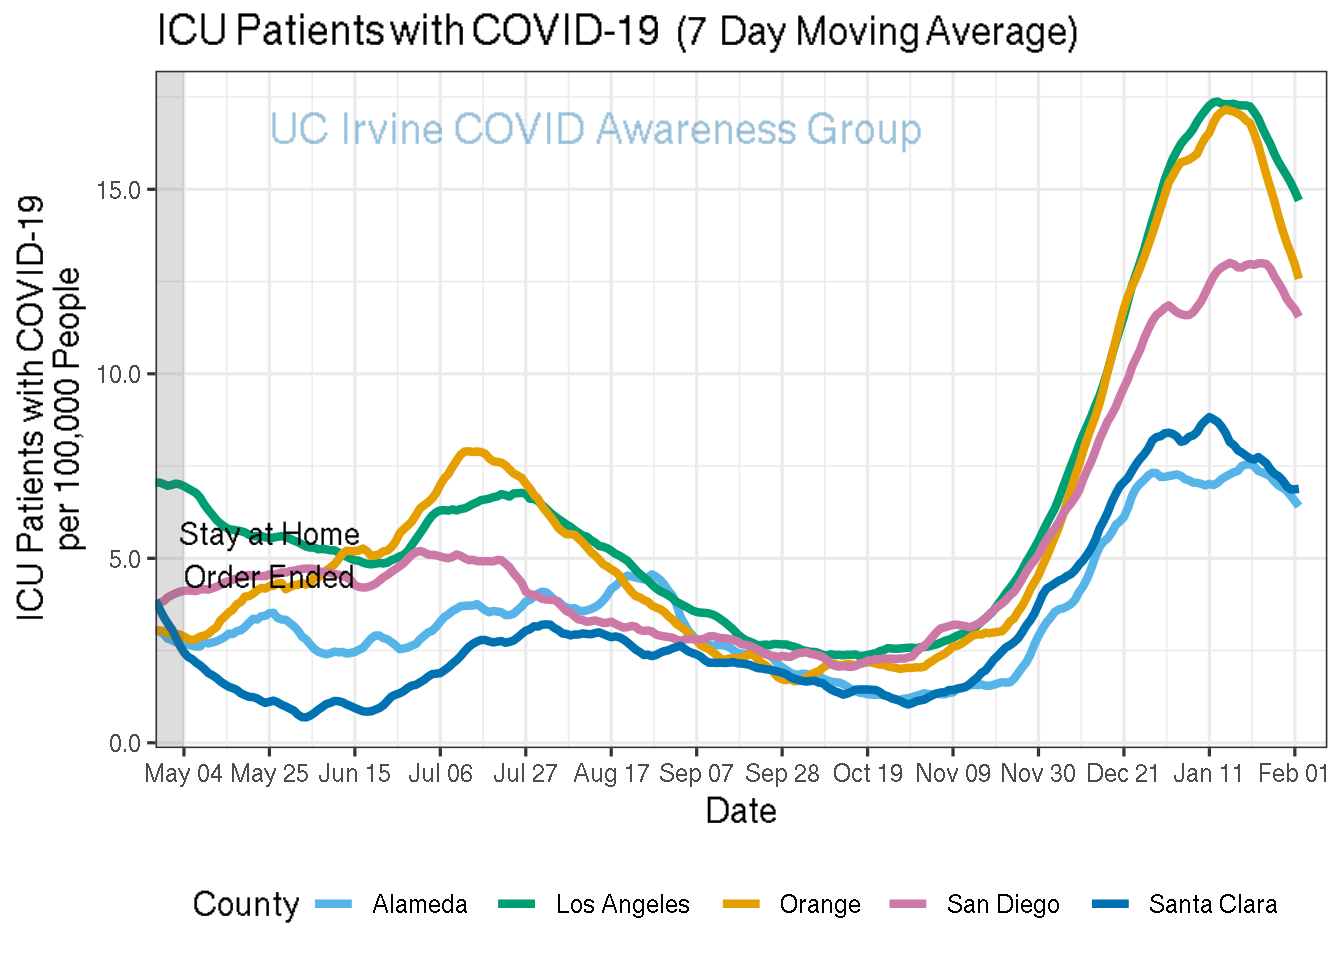 ICU Patients with COVID-19 (7 Day Moving Average)
UC Irvine COVID Awareness Group
ICU Patients with COVID-19
per 100,000 People
15.0
10.0
5.0
0.0
Stay at Home
Order Ended
May 04 May 25 Jun 15 Jul 06 Jul 27 Aug 17 Sep 07 Sep 28 Oct 19 Nov 09 Nov 30 Dec 21 Jan 11 Feb 01
Date
County Alameda Los Angeles Orange San Diego Santa Clara